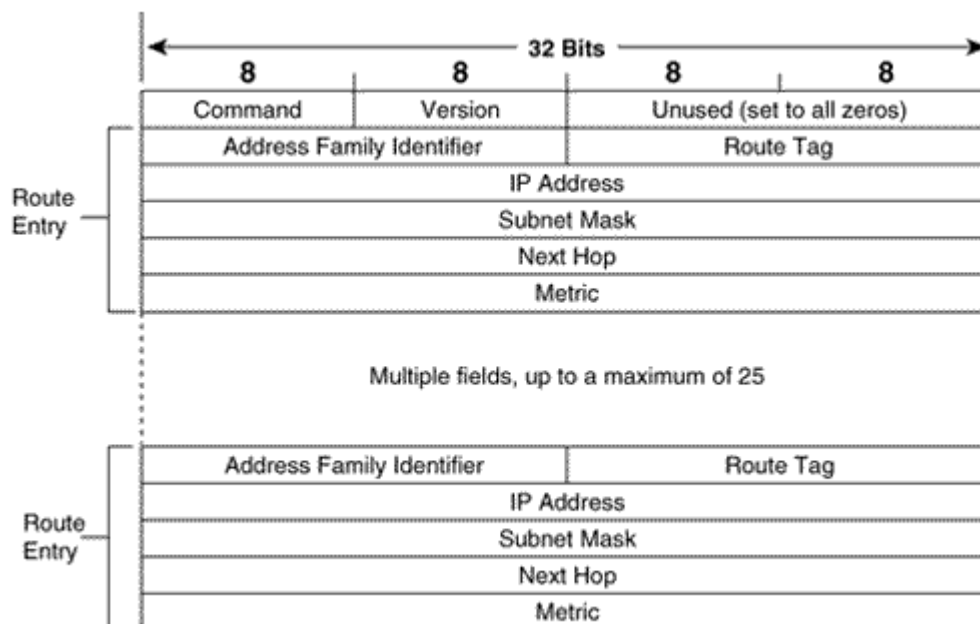 32 Bits
8 8 8 8
Command Version Unused (set to all zeros)
Address Family Identifier Route Tag
IP Address
Route
Entry
Subnet Mask
Next Hop
Metric
Multiple fields, up to a maximum of 25
Address Family Identifier Route Tag
IP Address
Route
Entry
Subnet Mask
Next Hop
Metric